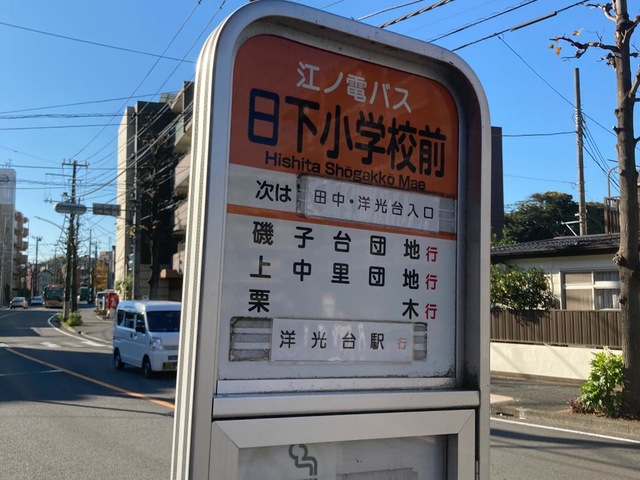 江ノ電バス
日下小学校前
Hishita Shōgakkō Mae
次は 田中・洋光台入口
磯子台団地行
上中里団地行
栗木行
洋光台駅行